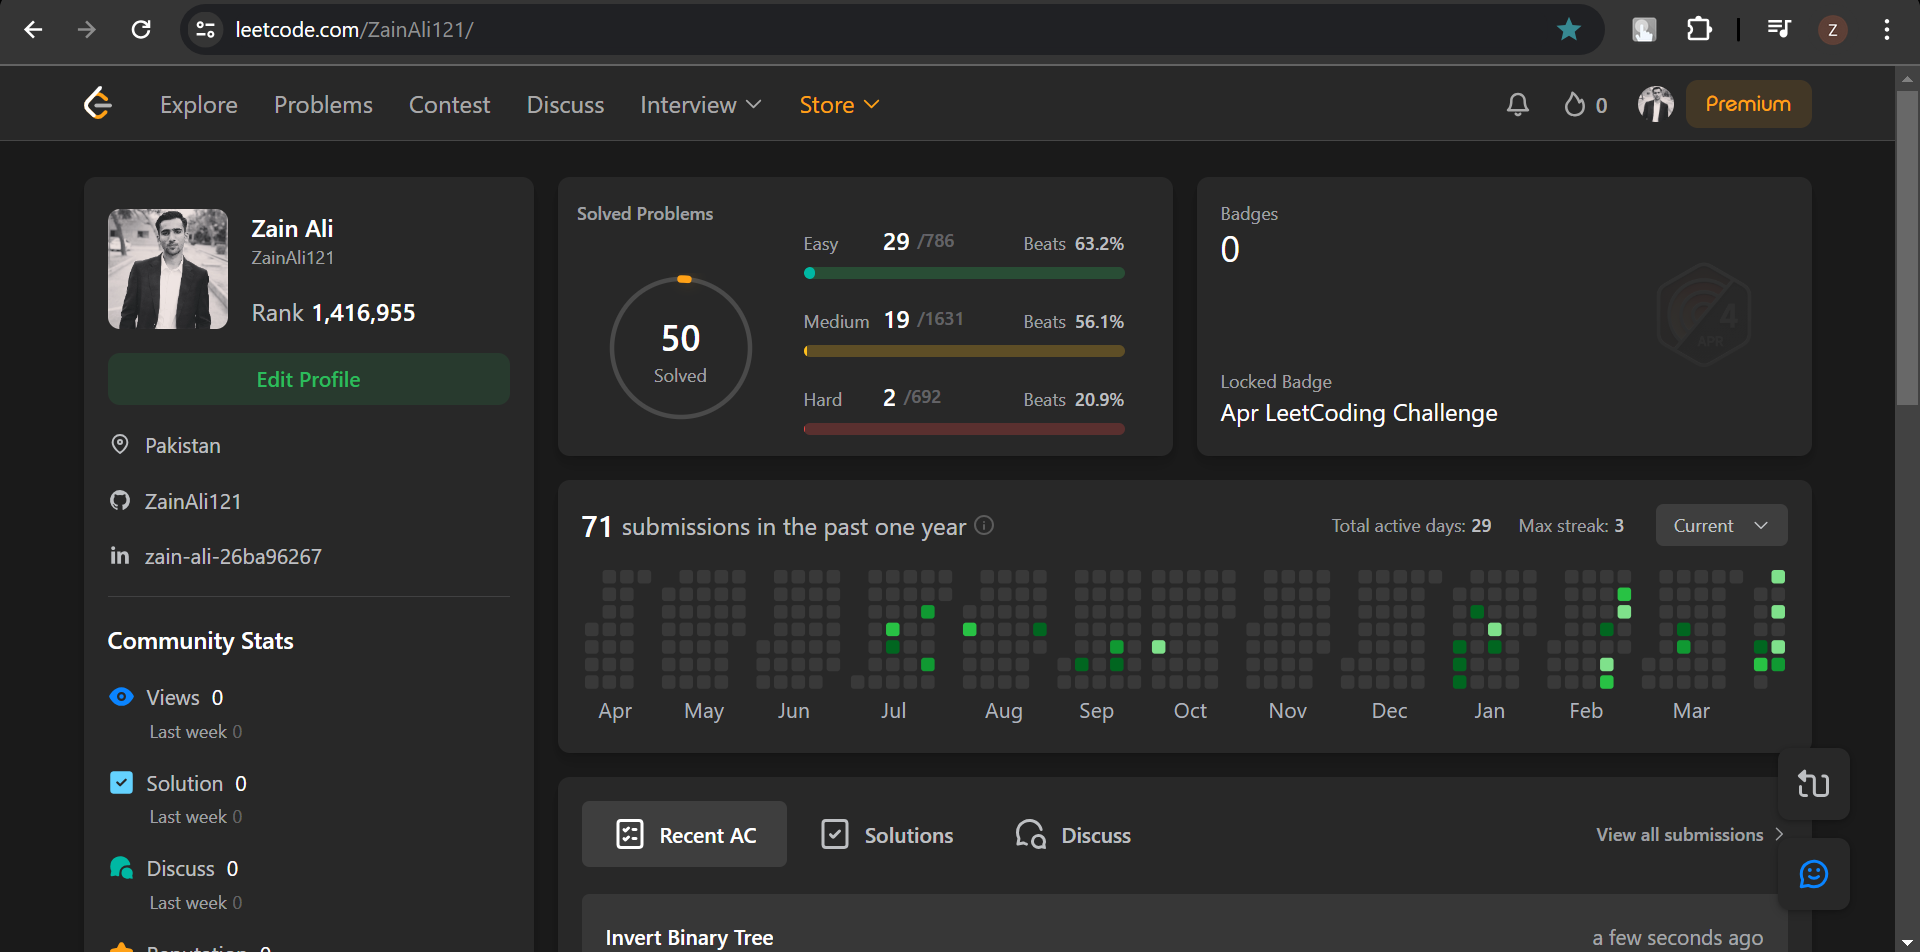 leetcode.com/ZainAli121/
Z
Explore
Problems
Contest
Discuss
Interview
Store
0
Premium
Zain Ali
ZainAli121
Rank 1,416,955
Edit Profile
Pakistan
ZainAli121
in zain-ali-26ba96267
Community Stats
Views 0
Last week 0
Solution 0
Last week 0
Discuss 0
Last week 0
Solved Problems
50
Solved
Easy 29 /786 Beats 63.2%
Medium 19 /1631 Beats 56.1%
Hard 2 /692 Beats 20.9%
Badges
0
4
APR
Locked Badge
Apr LeetCoding Challenge
71 submissions in the past one year
Total active days: 29
Max streak: 3
Current
Apr May Jun Jul Aug Sep Oct Nov Dec Jan Feb Mar
Recent AC
Solutions
Discuss
View all submissions
Invert Binary Tree
a few seconds ago